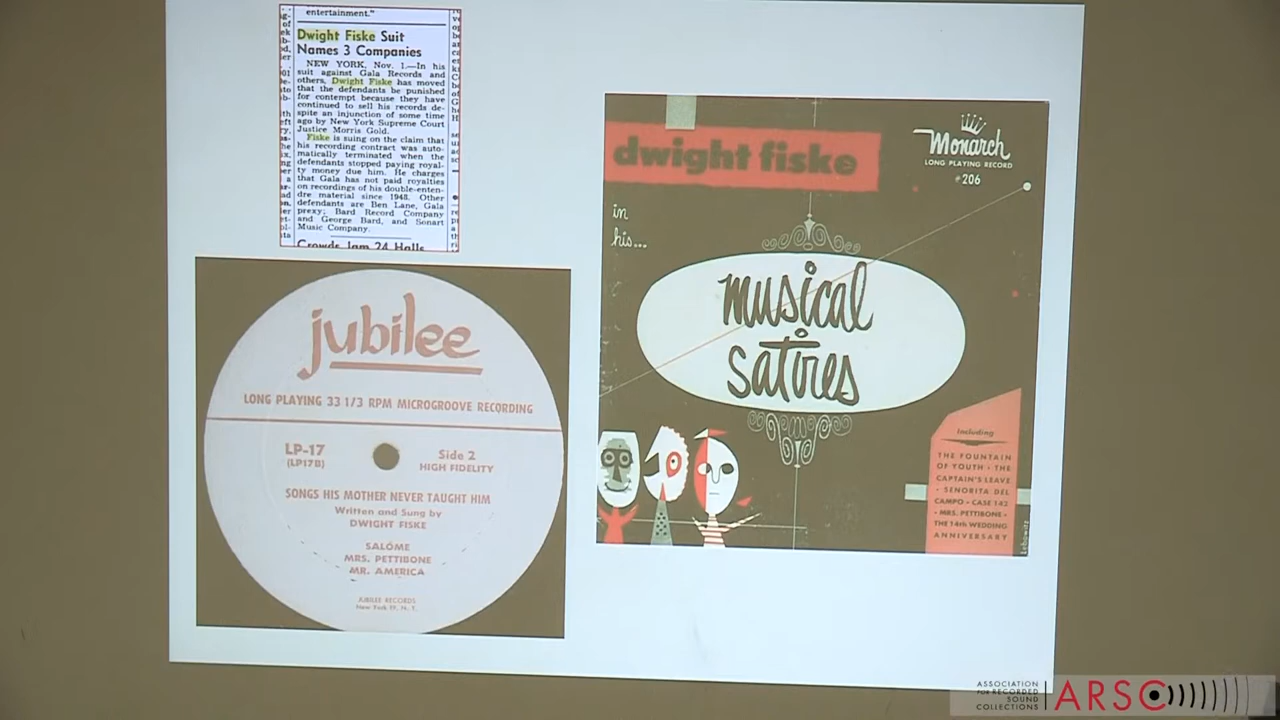 entertainment."
Dwight Fiske Suit
Names 3 Companies
NEW YORK, Nov. 1.—In his
suit against Gala Records and
others, Dwight Fiske has moved
that the defendants be punished
for contempt because they have
continued to sell his records de-
spite an injunction of some time
ago by New York Supreme Court
Justice Morris Gold.
Fiske is suing on the claim that
his recording contract was auto-
matically terminated when the
defendants stopped paying royal-
ty money due him. He charges
that Gala has not paid royalties
on recordings of his double-enten-
dre material since 1948. Other
defendants are Ben Lane, Gala
prexy; Bard Record Company
and George Bard, and Sonart
Music Company.
Crowds Jam 24 Halls
jubilee
LONG PLAYING 33 1/3 RPM MICROGROOVE RECORDING
LP-17
(LP17B)
Side 2
HIGH FIDELITY
SONGS HIS MOTHER NEVER TAUGHT HIM
Written and Sung by
DWIGHT FISKE
SALOME
MRS. PETTIBONE
MR. AMERICA
JUBILEE RECORDS
New York 19, N. Y.
dwight fiske
Monarch
LONG PLAYING RECORD
#206
in
his...
musical
satires
Including
THE FOUNTAIN
OF YOUTH • THE
CAPTAIN'S LEAVE
• SENORITA DEL
CAMPO • CASE 142
• MRS. PETTIBONE •
THE 14th WEDDING
ANNIVERSARY
ASSOCIATION
FOR RECORDED
SOUND
COLLECTIONS
ARSC